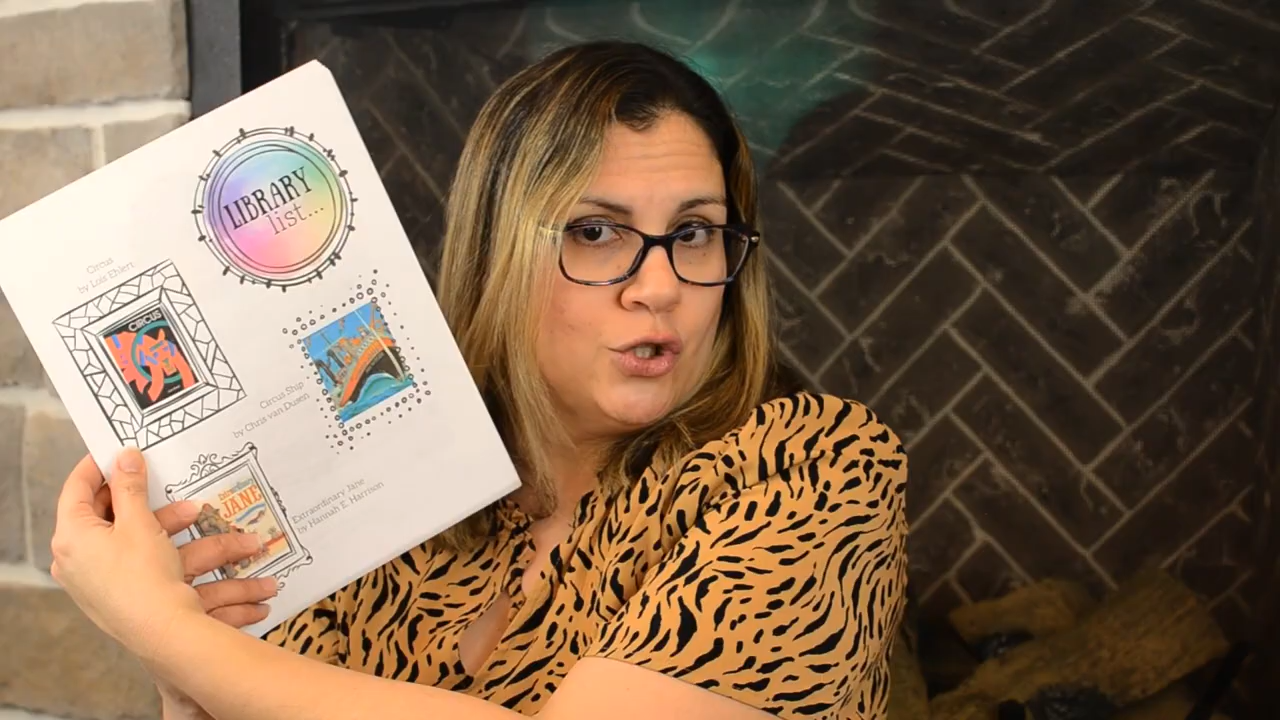 LIBRARY
list...
Circus
by Lois Ehlert
CIRCUS
Circus Ship
by Chris van Dusen
JANE
Extraordinary Jane
by Hannah E. Harrison